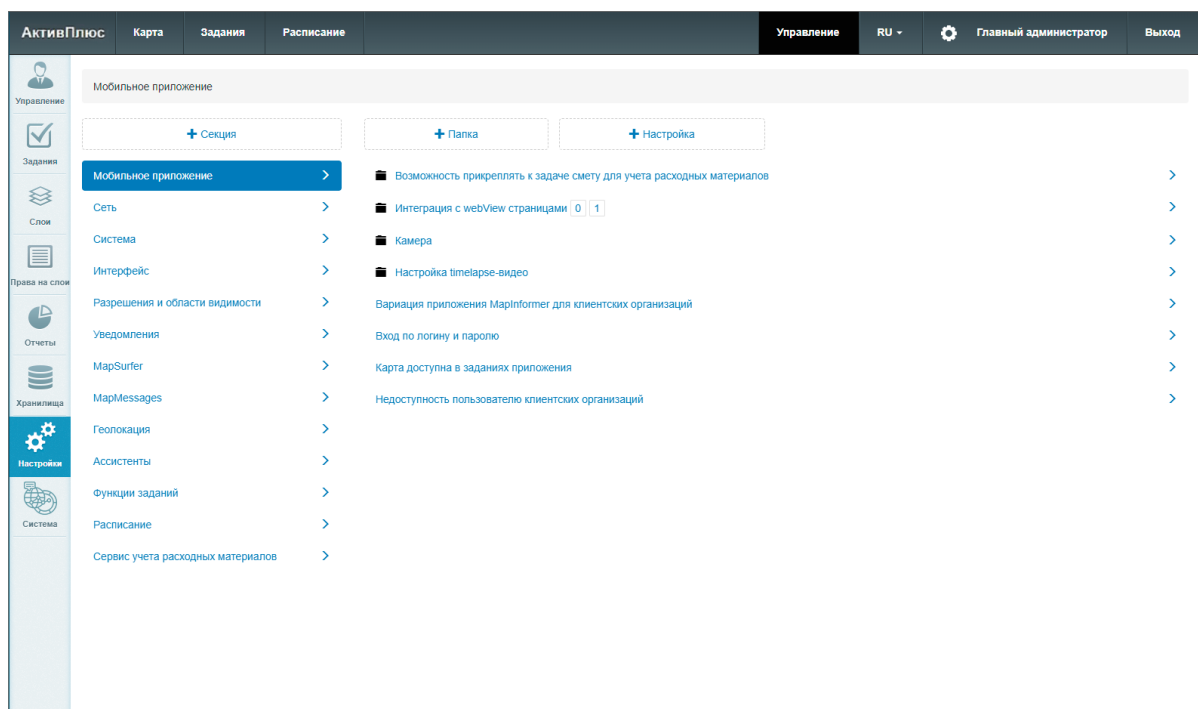 АктивПлюс Карта Задания Расписание Управление RU Главный администратор Выход
Управление
Задания
Слои
Права на слои
Отчеты
Хранилища
Настройки
Система
Мобильное приложение
+ Секция
Мобильное приложение
Сеть
Система
Интерфейс
Разрешения и области видимости
Уведомления
MapSurfer
MapMessages
Геолокация
Ассистенты
Функции заданий
Расписание
Сервис учета расходных материалов
+ Папка + Настройка
Возможность прикреплять к задаче смету для учета расходных материалов
Интеграция с webView страницами 0 1
Камера
Настройка timelapse-видео
Вариация приложения MapInformer для клиентских организаций
Вход по логину и паролю
Карта доступна в заданиях приложения
Недоступность пользователю клиентских организаций